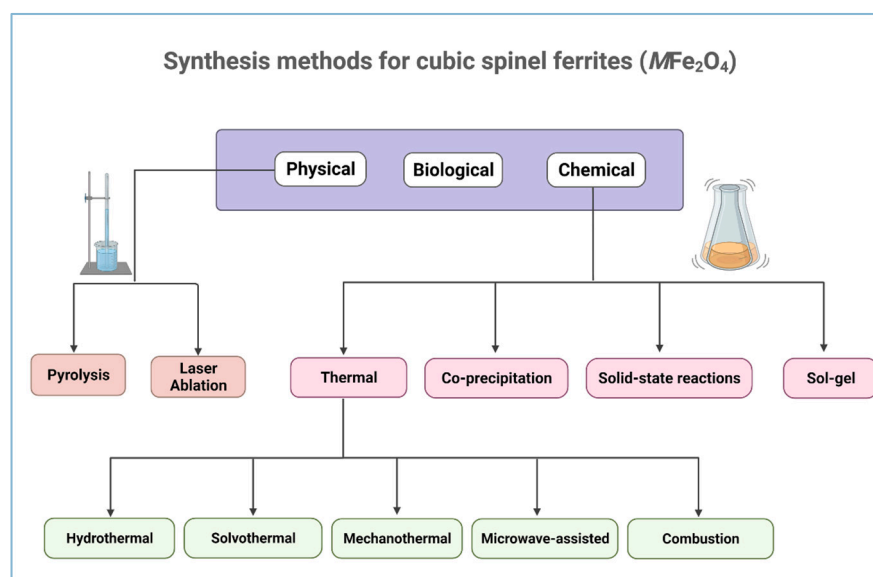 Synthesis methods for cubic spinel ferrites (MFe₂O₄)
Physical
Biological
Chemical
Pyrolysis
Laser
Ablation
Thermal
Co-precipitation
Solid-state reactions
Sol-gel
Hydrothermal
Solvothermal
Mechanothermal
Microwave-assisted
Combustion